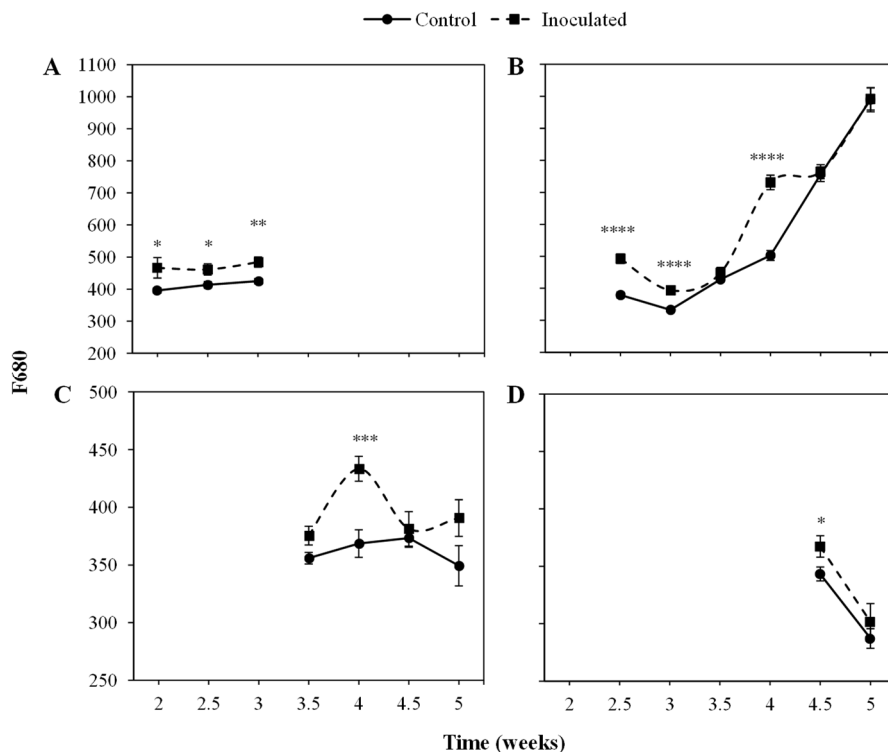 Control Inoculated
A B
1100
1000
900
800
700
600
500
400
300
200
* * **
**** **** ****
F680
C D
500
450
400
350
300
250
***
*
2 2.5 3 3.5 4 4.5 5 2 2.5 3 3.5 4 4.5 5
Time (weeks)